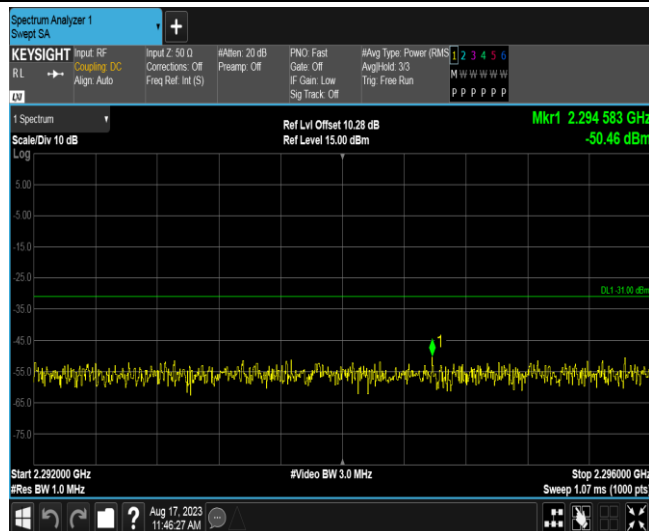 Spectrum Analyzer 1
Swept SA
+
KEYSIGHT
RL
LXI
Input: RF
Coupling: DC
Align: Auto
Input Z: 50 Ω
Corrections: Off
Freq Ref: Int (S)
#Atten: 20 dB
Preamp: Off
PNO: Fast
Gate: Off
IF Gain: Low
Sig Track: Off
#Avg Type: Power (RMS
Avg|Hold: 3/3
Trig: Free Run
1 2 3 4 5 6
M W W W W W
P P P P P P
1 Spectrum
Scale/Div 10 dB
Log
Ref Lvl Offset 10.28 dB
Ref Level 15.00 dBm
Mkr1 2.294 583 GHz
-50.46 dBm
5.00
-5.00
-15.0
-25.0
DL1 -31.00 dBm
-35.0
-45.0
1
-55.0
-65.0
-75.0
Start 2.292000 GHz
#Res BW 1.0 MHz
#Video BW 3.0 MHz
Stop 2.296000 GHz
Sweep 1.07 ms (1000 pts)
?
Aug 17, 2023
11:46:27 AM